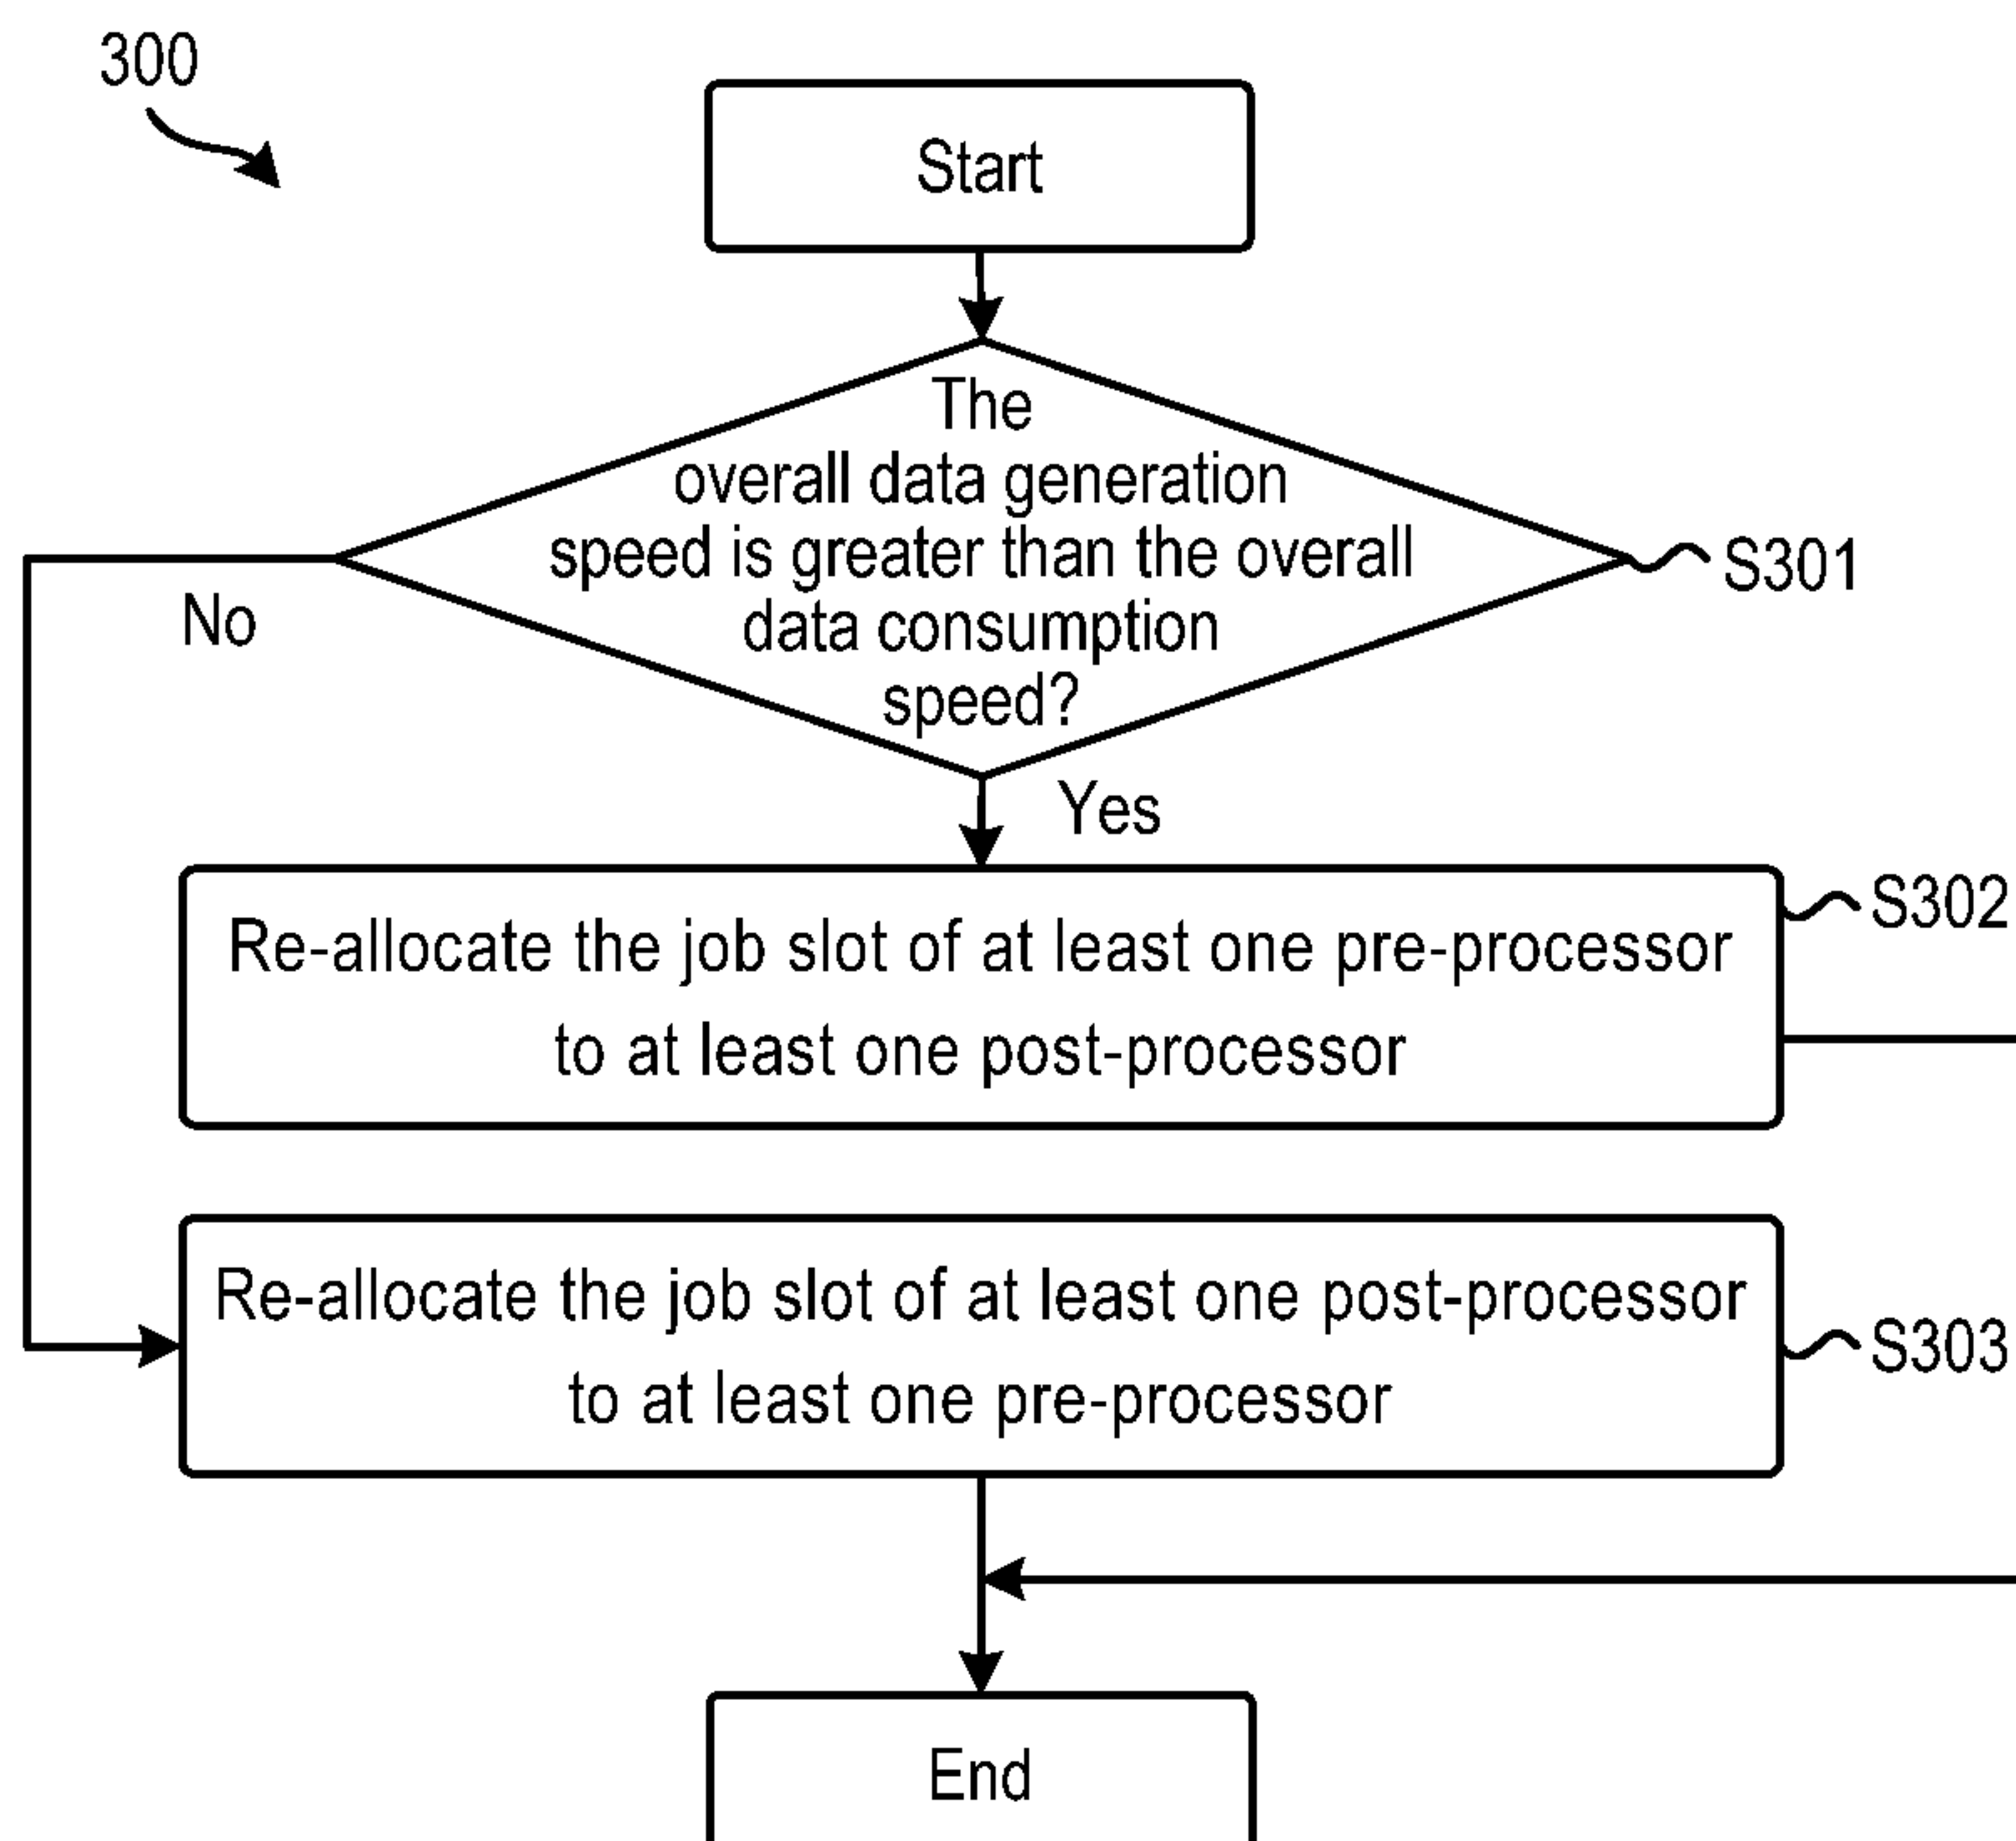 300
Start
The
overall data generation
speed is greater than the overall
data consumption
speed?
S301
No
Yes
S302
Re-allocate the job slot of at least one pre-processor
to at least one post-processor
Re-allocate the job slot of at least one post-processor
to at least one pre-processor
S303
End